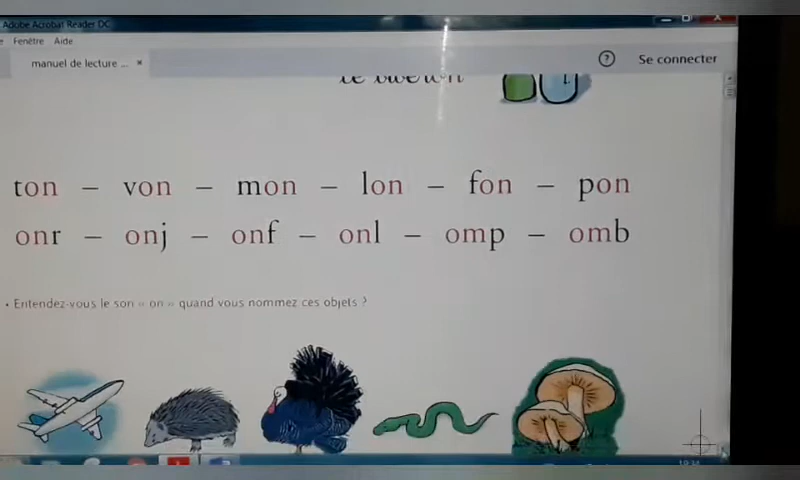 Adobe Acrobat Reader DC
Fenêtre Aide
manuel de lecture ... × ? Se connecter
ton – von – mon – lon – fon – pon
onr – onj – onf – onl – omp – omb
• Entendez-vous le son « on » quand vous nommez ces objets ?